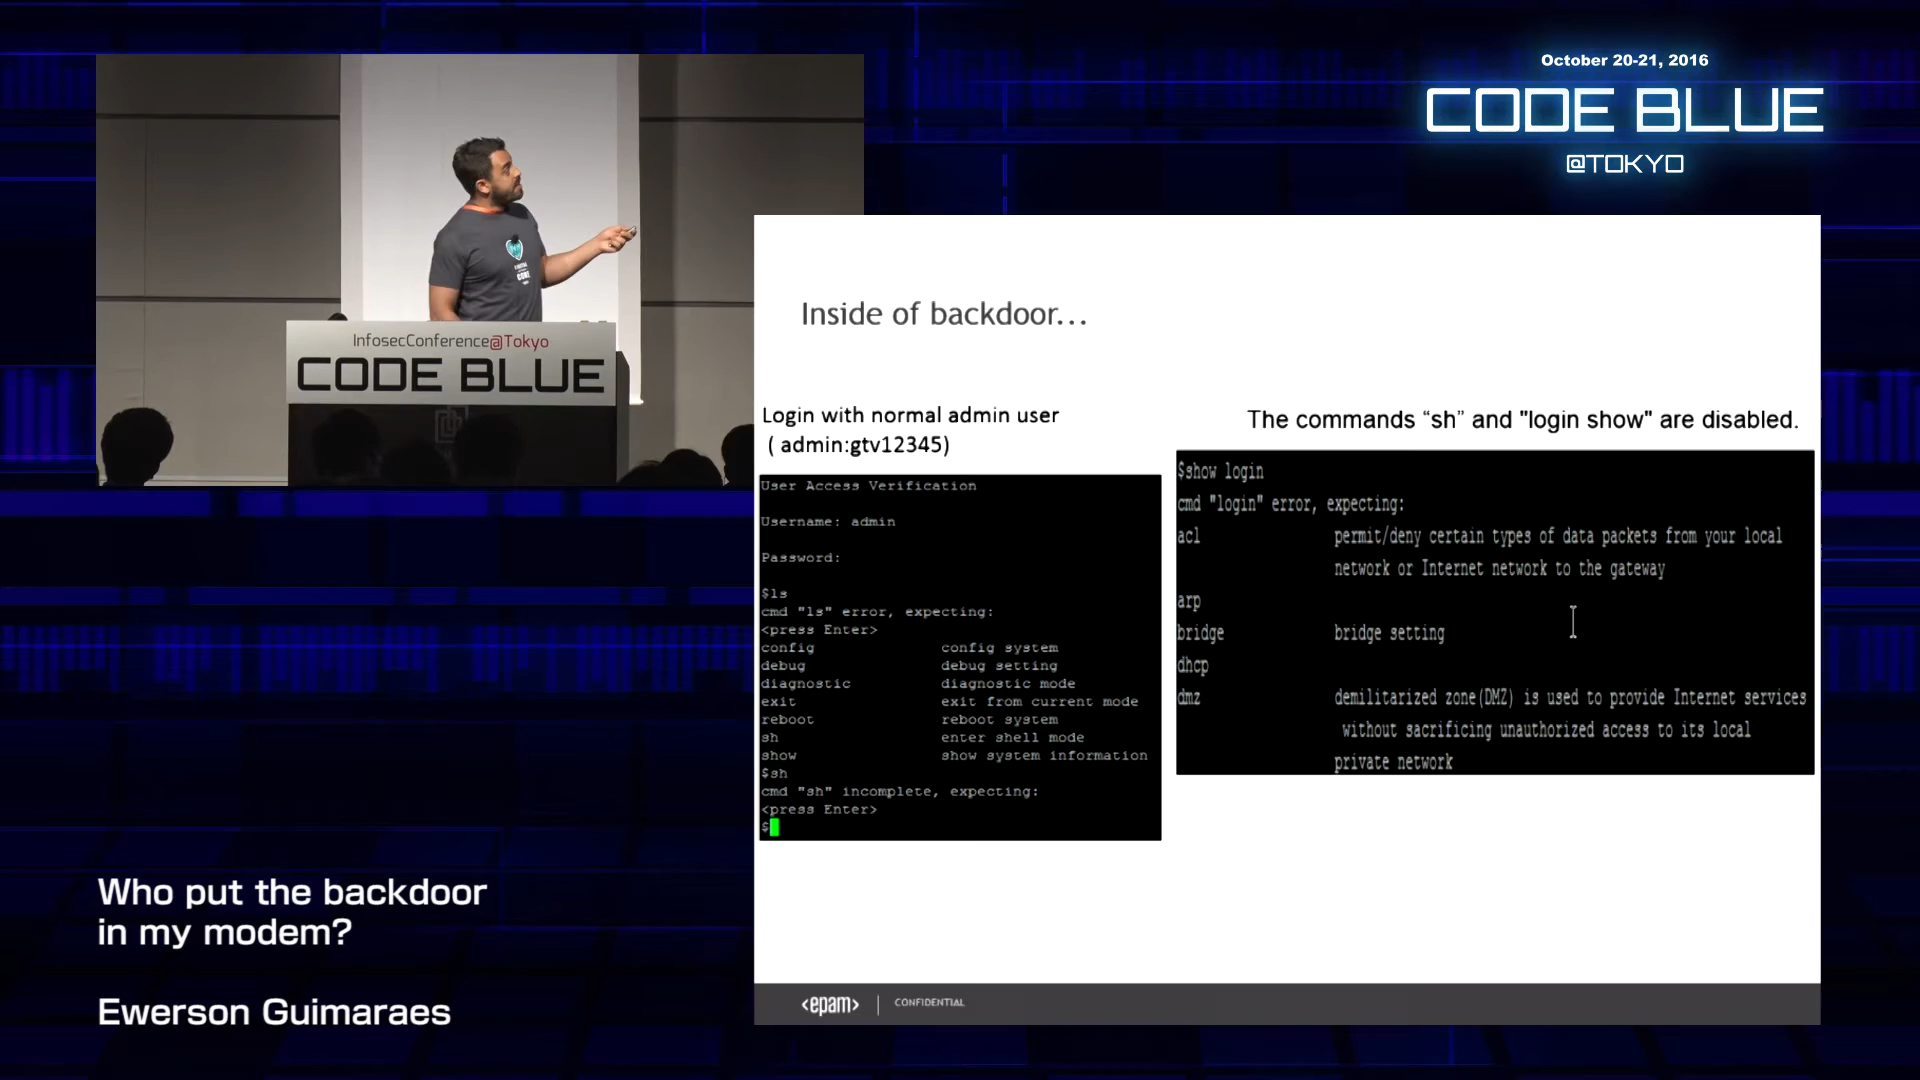 October 20-21, 2016
CODE BLUE
@TOKYO
InfosecConference@Tokyo
CODE BLUE
Inside of backdoor...
Login with normal admin user
( admin:gtv12345)
User Access Verification
Username: admin
Password:
$ls
cmd "ls" error, expecting:
<press Enter>
config config system
debug debug setting
diagnostic diagnostic mode
exit exit from current mode
reboot reboot system
sh enter shell mode
show show system information
$sh
cmd "sh" incomplete, expecting:
<press Enter>
$
The commands “sh” and "login show" are disabled.
$show login
cmd "login" error, expecting:
acl permit/deny certain types of data packets from your local
network or Internet network to the gateway
arp
bridge bridge setting
dhcp
dmz demilitarized zone(DMZ) is used to provide Internet services
without sacrificing unauthorized access to its local
private network
<epam> | CONFIDENTIAL
Who put the backdoor
in my modem?
Ewerson Guimaraes